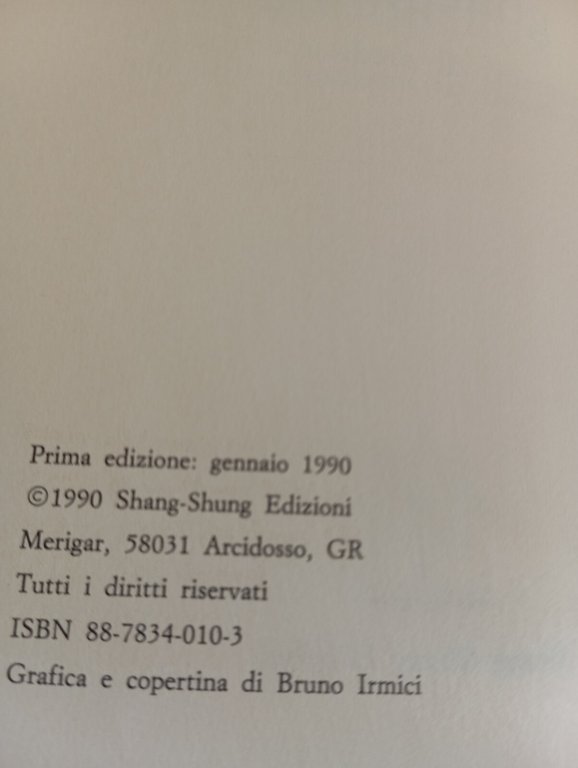 Prima edizione: gennaio 1990
©1990 Shang-Shung Edizioni
Merigar, 58031 Arcidosso, GR
Tutti i diritti riservati
ISBN 88-7834-010-3
Grafica e copertina di Bruno Irmici